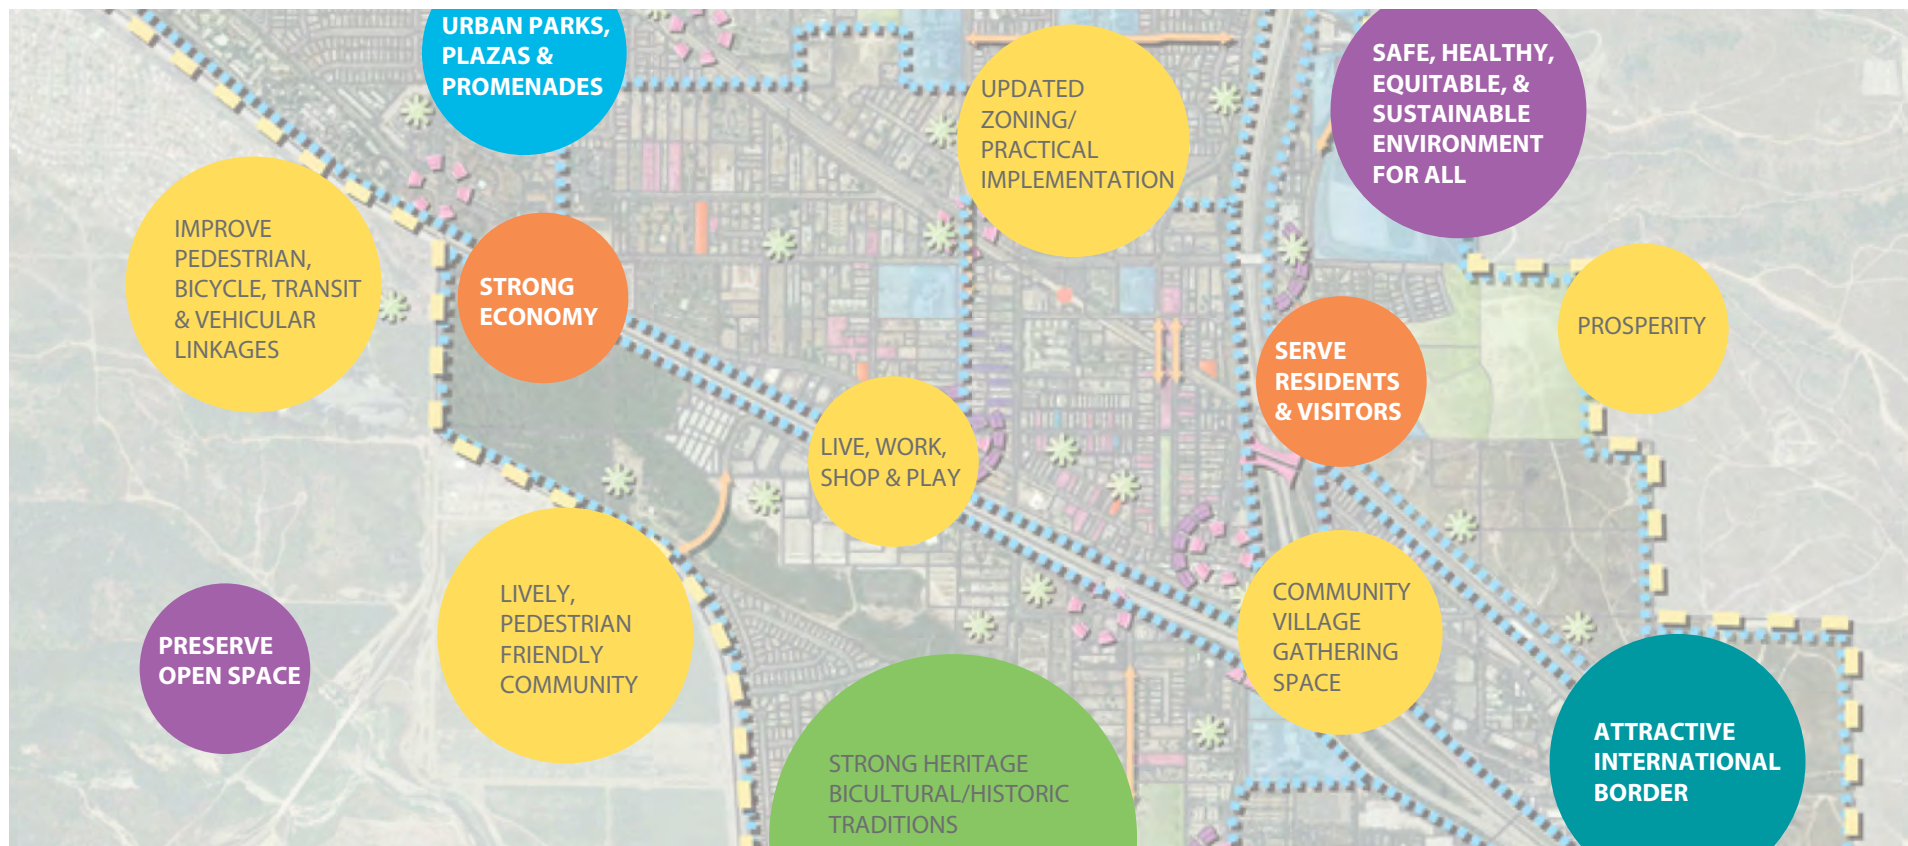 URBAN PARKS,
PLAZAS &
PROMENADES
SAFE, HEALTHY,
EQUITABLE, &
SUSTAINABLE
ENVIRONMENT
FOR ALL
UPDATED
ZONING/
PRACTICAL
IMPLEMENTATION
IMPROVE
PEDESTRIAN,
BICYCLE, TRANSIT
& VEHICULAR
LINKAGES
STRONG
ECONOMY
PROSPERITY
SERVE
RESIDENTS
& VISITORS
LIVE, WORK,
SHOP & PLAY
LIVELY,
PEDESTRIAN
FRIENDLY
COMMUNITY
COMMUNITY
VILLAGE
GATHERING
SPACE
PRESERVE
OPEN SPACE
ATTRACTIVE
INTERNATIONAL
BORDER
STRONG HERITAGE
BICULTURAL/HISTORIC
TRADITIONS